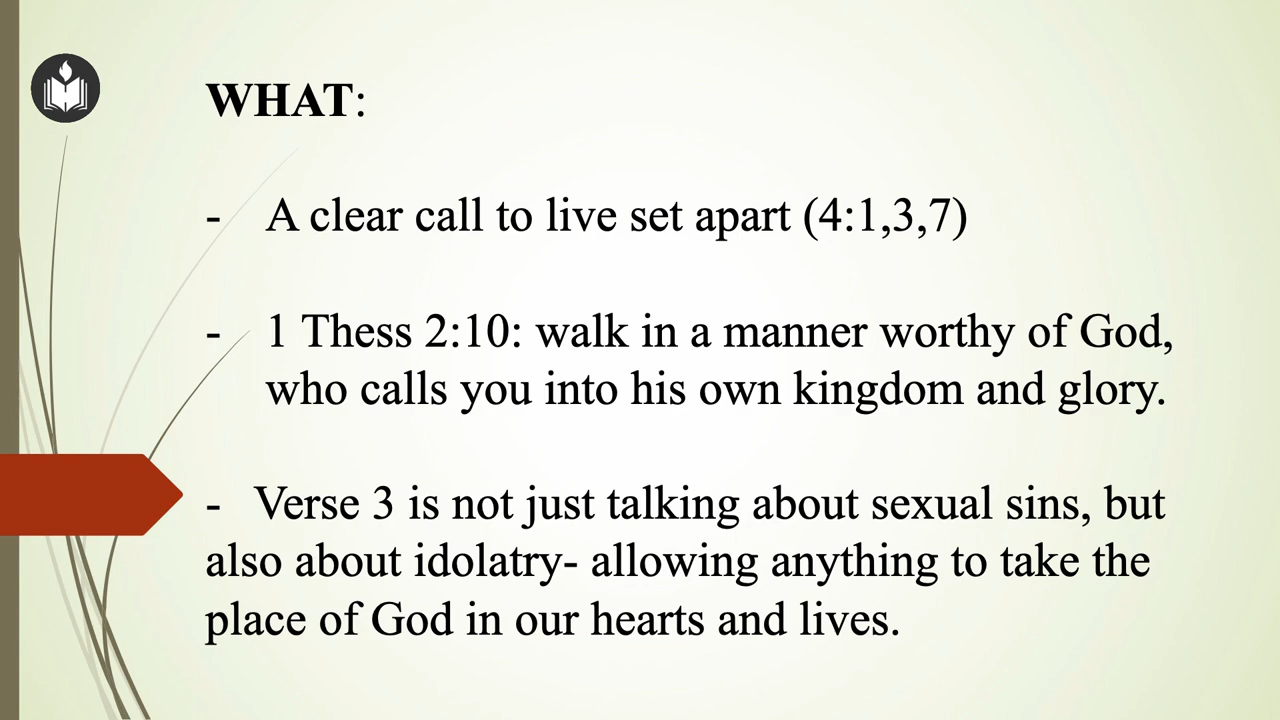 WHAT:
- A clear call to live set apart (4:1,3,7)
- 1 Thess 2:10: walk in a manner worthy of God,
who calls you into his own kingdom and glory.
- Verse 3 is not just talking about sexual sins, but
also about idolatry- allowing anything to take the
place of God in our hearts and lives.